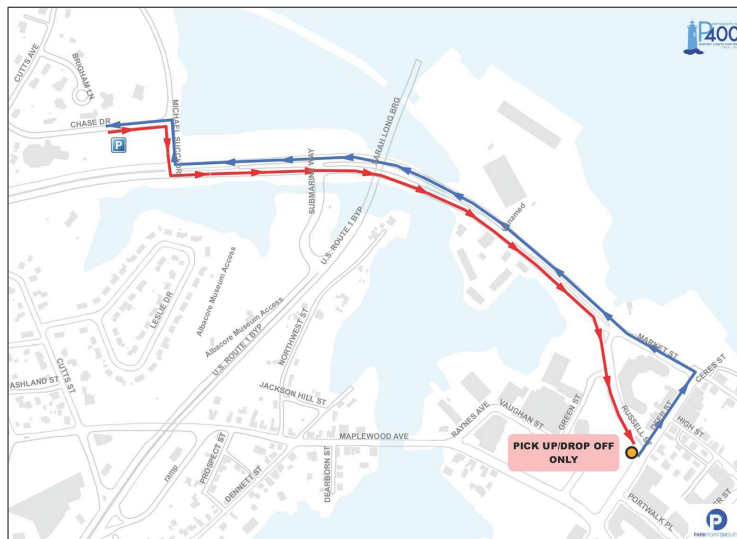 CUTTS AVE
BRIGHAM LN
P400
CHASE DR
P
MICHAEL SUCCI DR
SARAH LONG BRG
SUBMARINE WAY
U.S. ROUTE 1 BYP
Unnamed
LESLIE DR
Albacore Museum Access
Albacore Museum Access
U.S. ROUTE 1 BYP
NORTHWEST ST
MARKET ST
CERES ST
ASHLAND ST
CUTTS ST
JACKSON HILL ST
RAYNES AVE
VAUGHAN ST
GREEN ST
RUSSELL S
DEER ST
HIGH ST
MAPLEWOOD AVE
PICK UP/DROP OFF
ONLY
PROSPECT ST
ramp
DENNETT ST
DEARBORN ST
PORTWALK PL
ER ST
P
PARKPORTSMOUTH